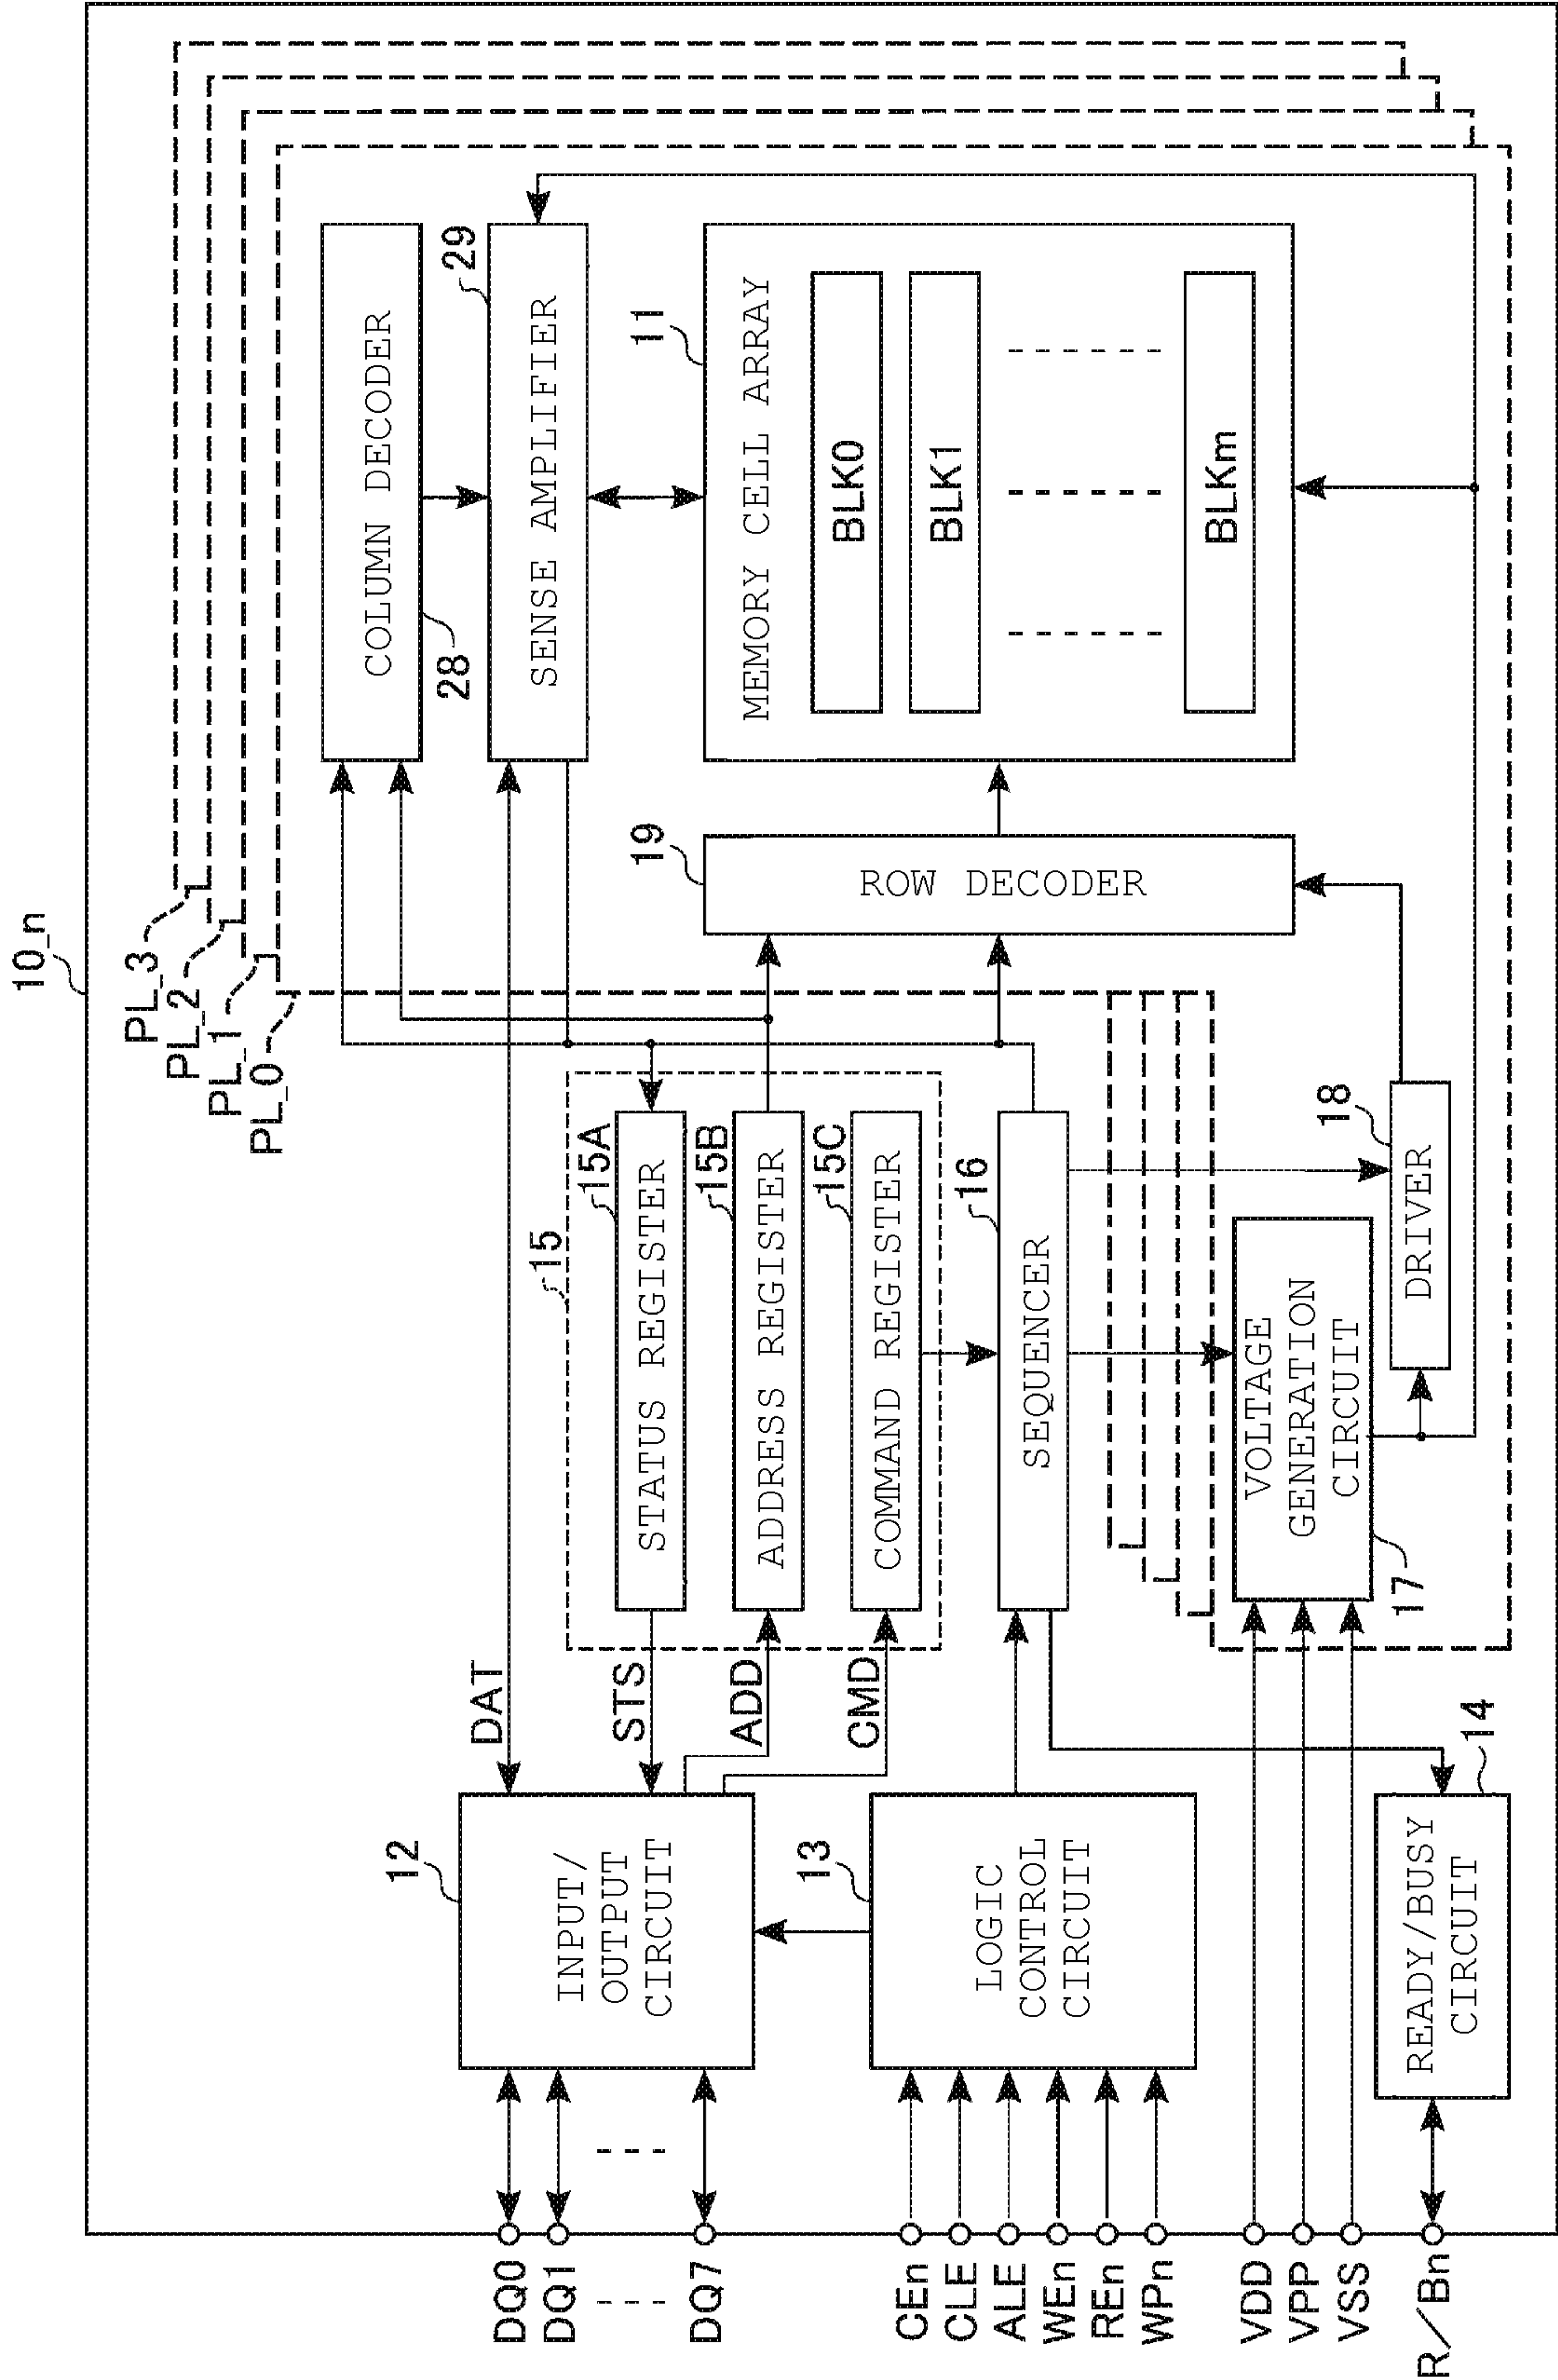 10_n
PL_3
PL_2
PL_1
PL_0
COLUMN DECODER
28
29
SENSE AMPLIFIER
11
MEMORY CELL ARRAY
BLK0
BLK1
BLKm
19
ROW DECODER
DAT
STS
ADD
CMD
15
15A
STATUS REGISTER
15B
ADDRESS REGISTER
15C
COMMAND REGISTER
16
SEQUENCER
VOLTAGE
GENERATION
CIRCUIT
17
18
DRIVER
12
INPUT/
OUTPUT
CIRCUIT
13
LOGIC
CONTROL
CIRCUIT
14
READY/BUSY
CIRCUIT
DQ0
DQ1
DQ7
CEn
CLE
ALE
WEn
REn
WPn
VDD
VPP
VSS
R/Bn